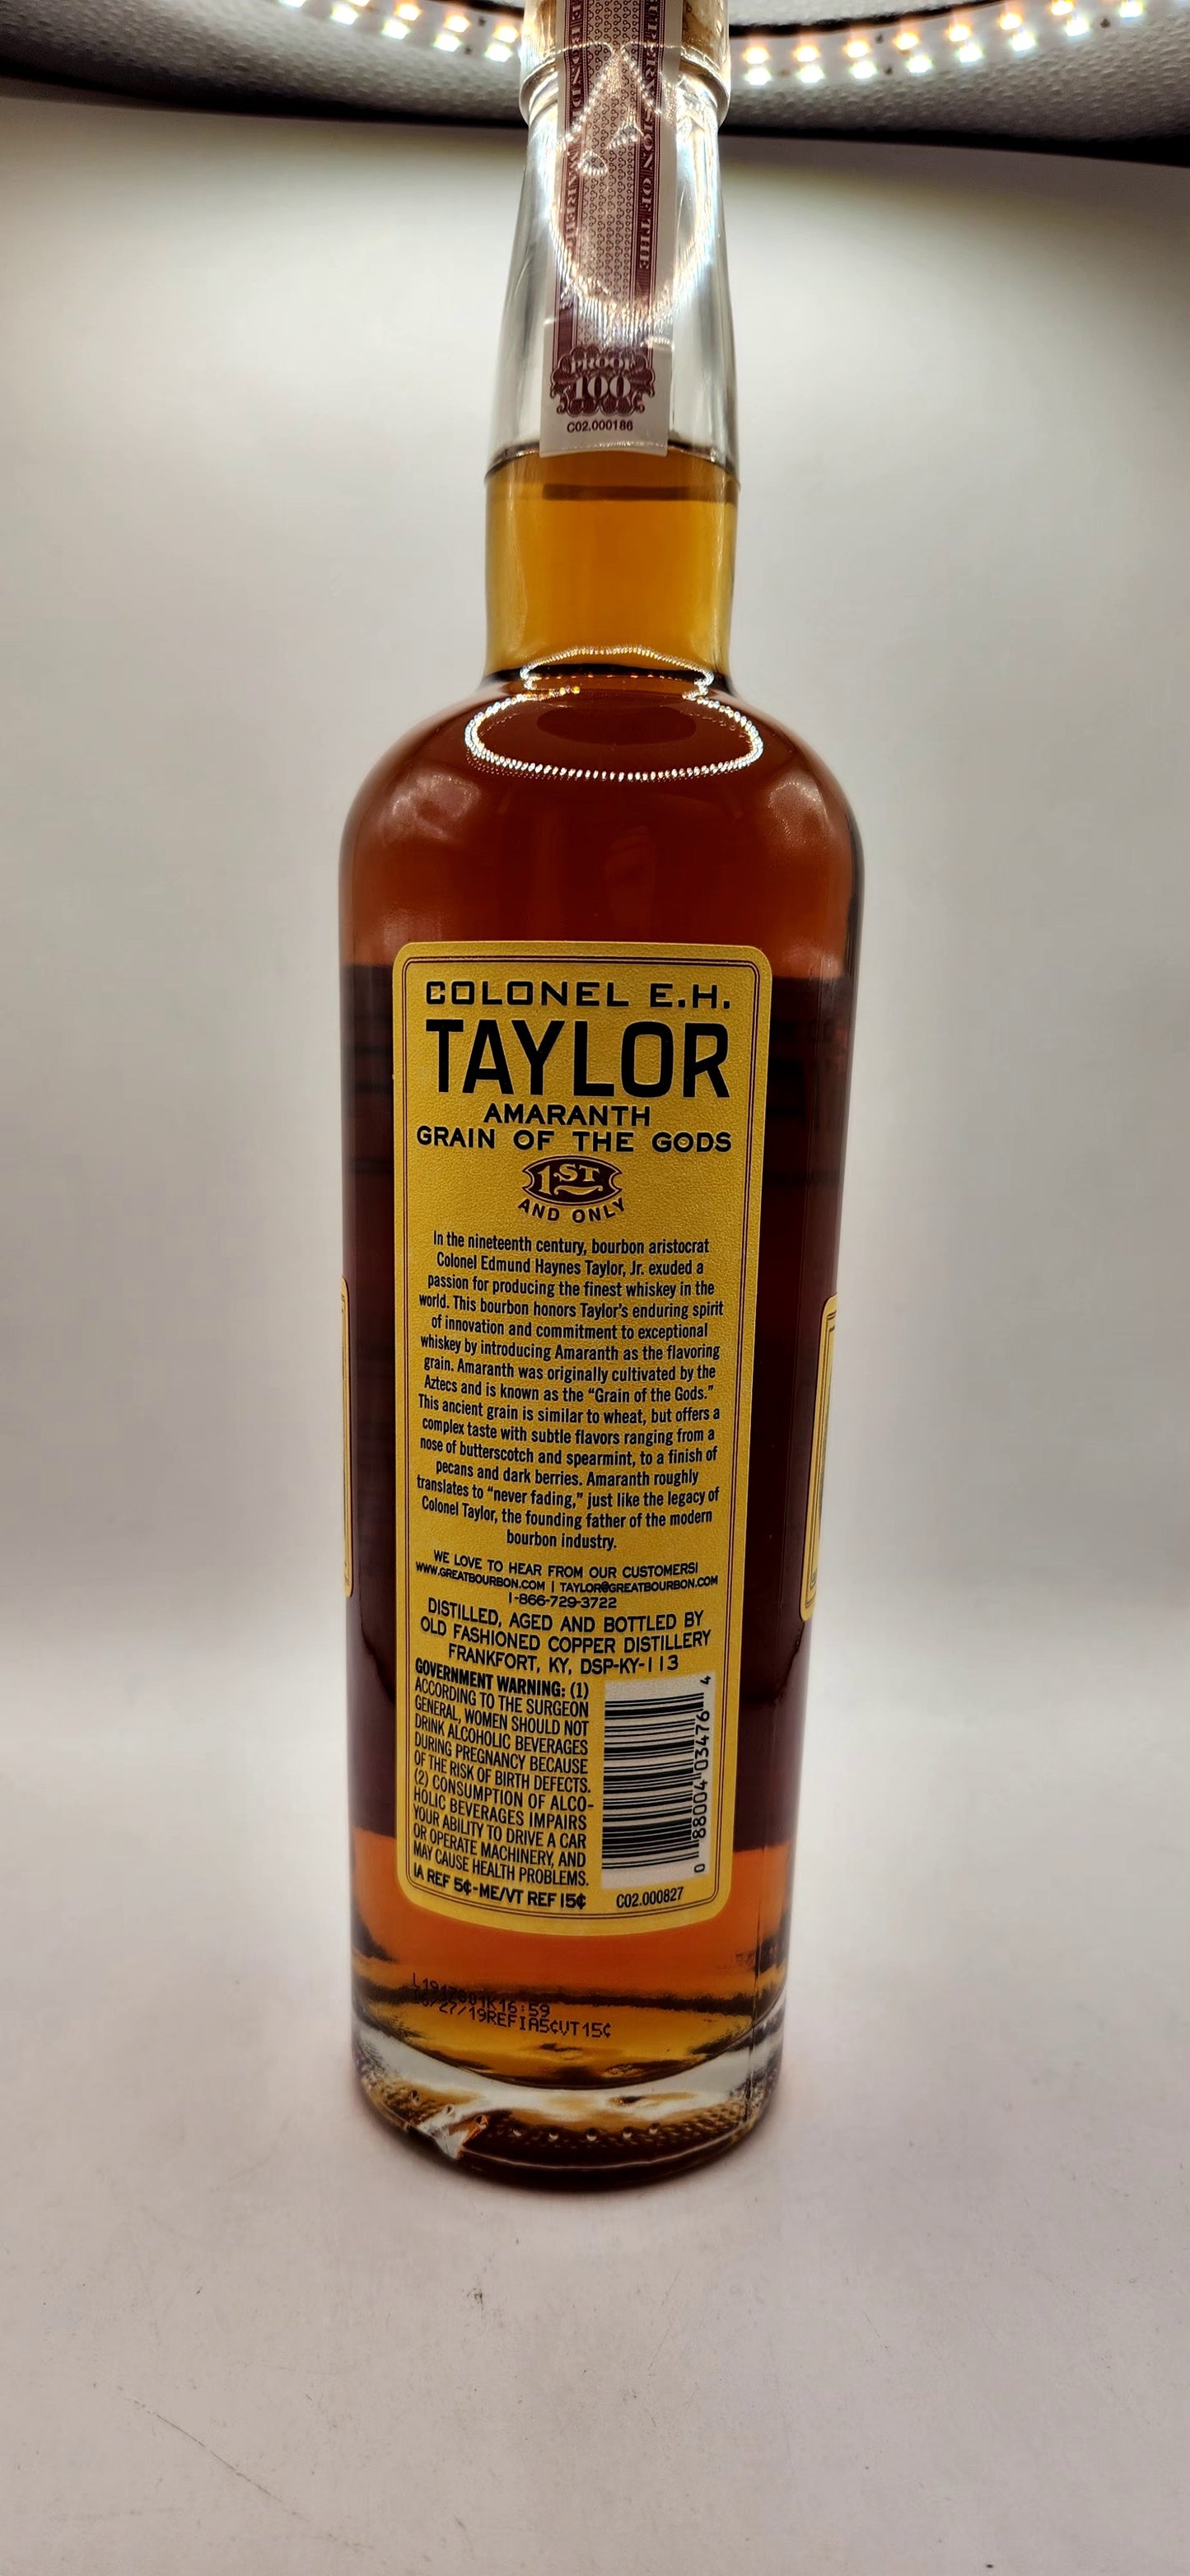 SUPERVISION OF THE
PROOF
100
C02.000186
COLONEL E.H.
TAYLOR
AMARANTH
GRAIN OF THE GODS
1ST
AND ONLY
In the nineteenth century, bourbon aristocrat
Colonel Edmund Haynes Taylor, Jr. exuded a
passion for producing the finest whiskey in the
world. This bourbon honors Taylor's enduring spirit
of innovation and commitment to exceptional
whiskey by introducing Amaranth as the flavoring
grain. Amaranth was originally cultivated by the
Aztecs and is known as the “Grain of the Gods.”
This ancient grain is similar to wheat, but offers a
complex taste with subtle flavors ranging from a
nose of butterscotch and spearmint, to a finish of
pecans and dark berries. Amaranth roughly
translates to “never fading,” just like the legacy of
Colonel Taylor, the founding father of the modern
bourbon industry.
WE LOVE TO HEAR FROM OUR CUSTOMERS!
WWW.GREATBOURBON.COM | TAYLOR@GREATBOURBON.COM
1-866-729-3722
DISTILLED, AGED AND BOTTLED BY
OLD FASHIONED COPPER DISTILLERY
FRANKFORT, KY, DSP-KY-113
GOVERNMENT WARNING: (1)
ACCORDING TO THE SURGEON
GENERAL, WOMEN SHOULD NOT
DRINK ALCOHOLIC BEVERAGES
DURING PREGNANCY BECAUSE
OF THE RISK OF BIRTH DEFECTS.
(2) CONSUMPTION OF ALCO-
HOLIC BEVERAGES IMPAIRS
YOUR ABILITY TO DRIVE A CAR
OR OPERATE MACHINERY, AND
MAY CAUSE HEALTH PROBLEMS.
IA REF 5¢-ME/VT REF 15¢
0 88004 03476 4
C02.000827
16:59
/27/19REFIA5¢VT15¢